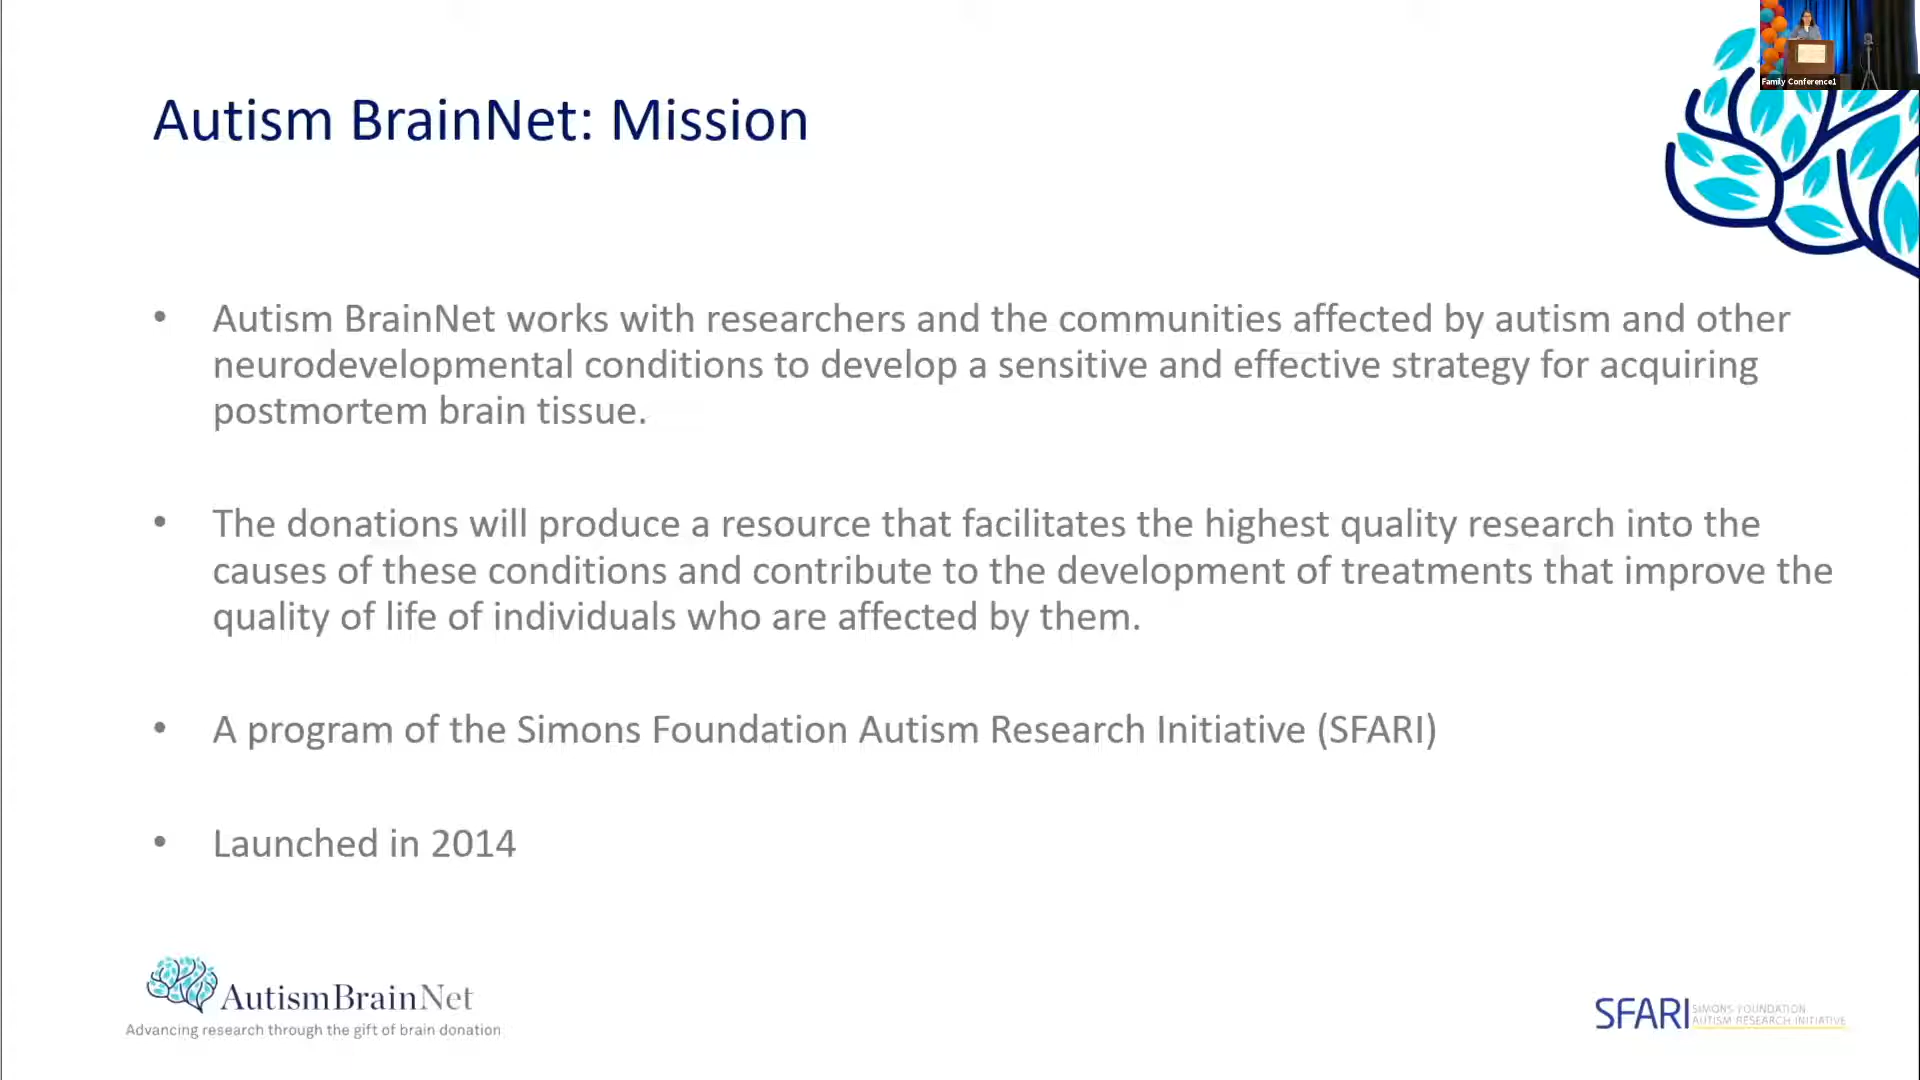 Family Conference1
Autism BrainNet: Mission
• Autism BrainNet works with researchers and the communities affected by autism and other
neurodevelopmental conditions to develop a sensitive and effective strategy for acquiring
postmortem brain tissue.
• The donations will produce a resource that facilitates the highest quality research into the
causes of these conditions and contribute to the development of treatments that improve the
quality of life of individuals who are affected by them.
• A program of the Simons Foundation Autism Research Initiative (SFARI)
• Launched in 2014
AutismBrainNet
Advancing research through the gift of brain donation
SFARI
SIMONS FOUNDATION
AUTISM RESEARCH INITIATIVE